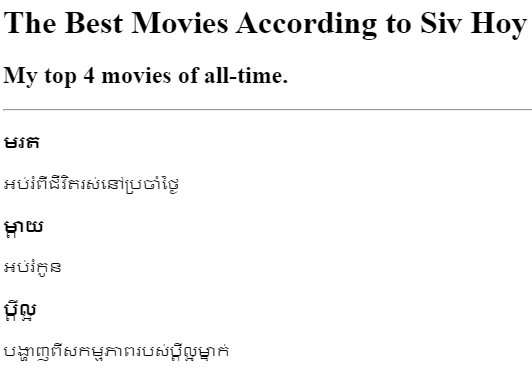 The Best Movies According to Siv Hoy
My top 4 movies of all-time.
មរត
អប់រំពីជីវិតរស់នៅប្រចាំថ្ងៃ
ម្តាយ
អប់រំកូន
ប្តីល្អ
បង្ហាញពីសកម្មភាពរបស់ប្តីល្អម្នាក់